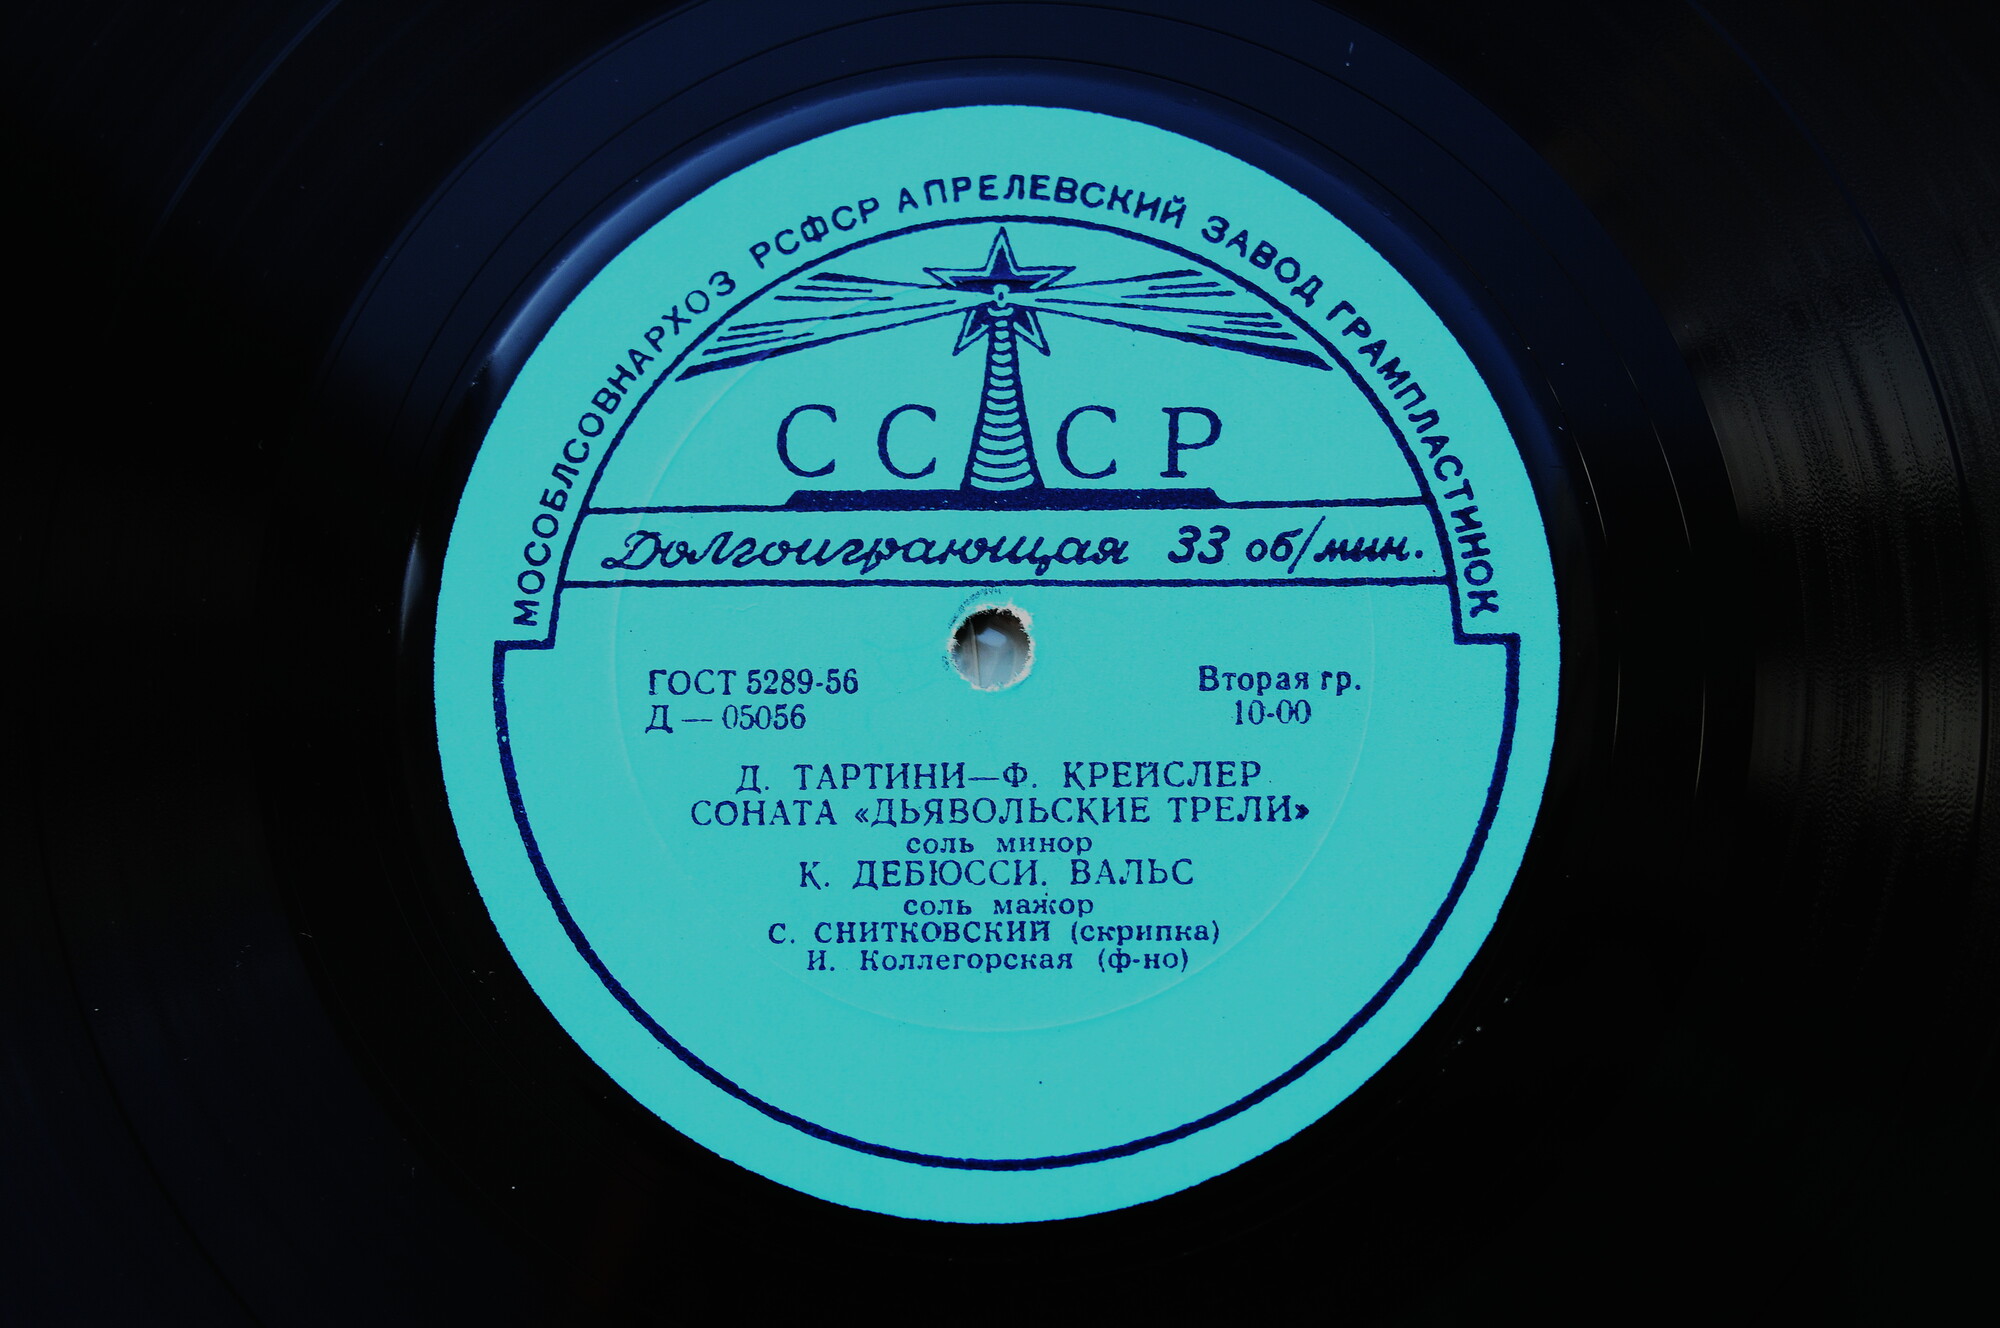 МОСОБЛСОВНАРХОЗ РСФСР АПРЕЛЕВСКИЙ ЗАВОД ГРАМПЛАСТИНОК
СССР
Долгоиграющая 33 об/мин.
ГОСТ 5289-56
Д — 05056
Вторая гр.
10-00
Д. ТАРТИНИ—Ф. КРЕЙСЛЕР
СОНАТА «ДЬЯВОЛЬСКИЕ ТРЕЛИ»
соль минор
К. ДЕБЮССИ. ВАЛЬС
соль мажор
С. СНИТКОВСКИЙ (скрипка)
И. Коллегорская (ф-но)